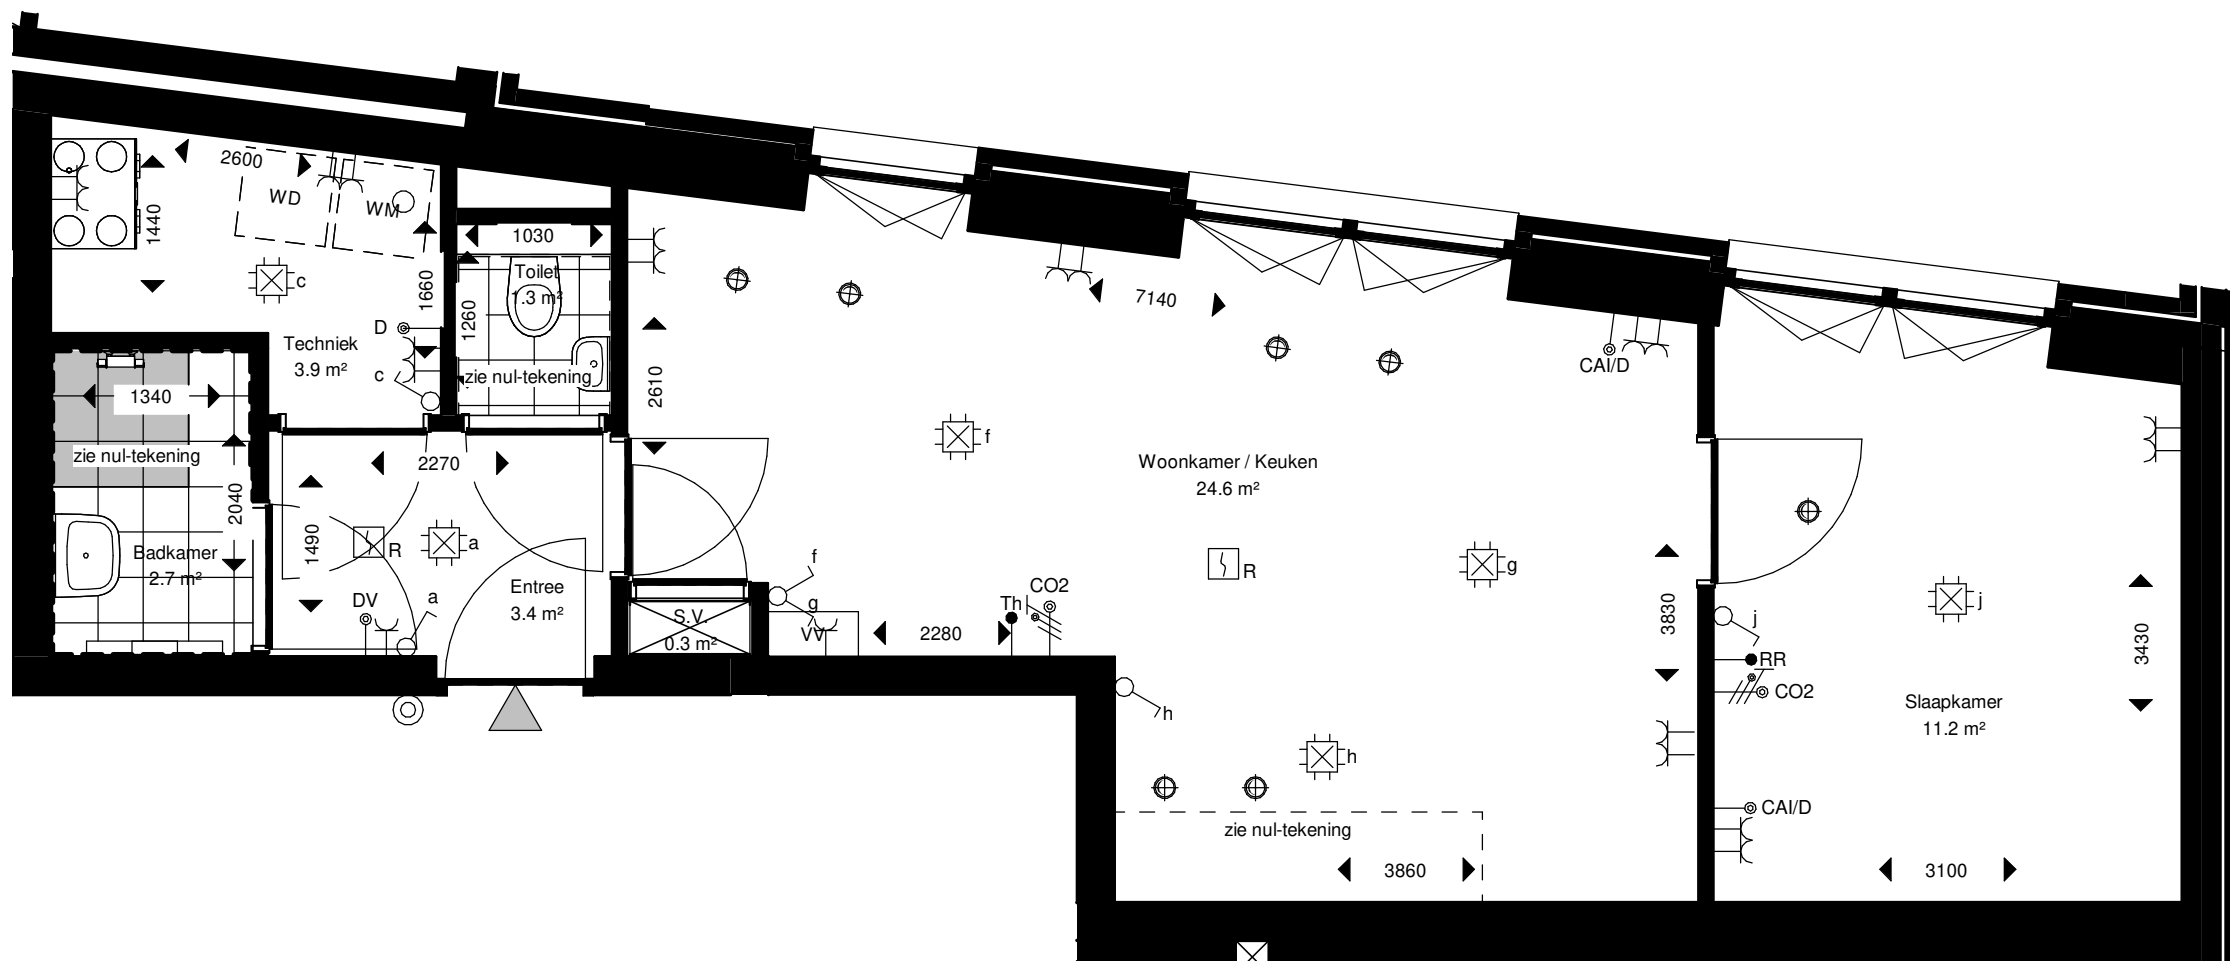 2600
WD
WM
1440
c
1660
D
Techniek
3.9 m²
c
1030
Toilet
1.3 m²
1260
zie nul-tekening
1340
zie nul-tekening
2040
Badkamer
2.7 m²
2270
1490
R
a
DV
a
Entree
3.4 m²
2610
S.V.
0.3 m²
f
g
VV
2280
Th
CO2
f
7140
Woonkamer / Keuken
24.6 m²
R
g
CAI/D
3830
h
h
zie nul-tekening
3860
j
RR
CO2
j
3430
Slaapkamer
11.2 m²
CAI/D
3100